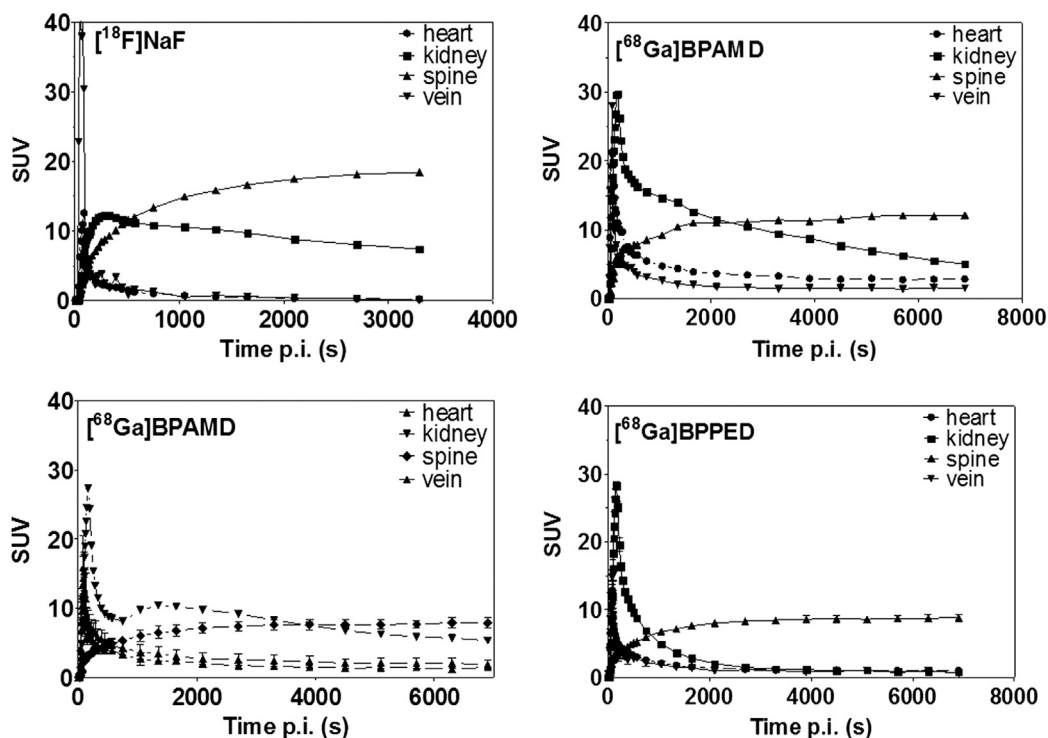 [¹⁸F]NaF
heart
kidney
spine
vein
SUV
40
30
20
10
0
0
1000
2000
3000
4000
Time p.i. (s)
[⁶⁸Ga]BPAM D
heart
kidney
spine
vein
SUV
40
30
20
10
0
0
2000
4000
6000
8000
Time p.i. (s)
[⁶⁸Ga]BPAMD
heart
kidney
spine
vein
SUV
40
30
20
10
0
0
2000
4000
6000
Time p.i. (s)
[⁶⁸Ga]BPPED
heart
kidney
spine
vein
SUV
40
30
20
10
0
0
2000
4000
6000
8000
Time p.i. (s)